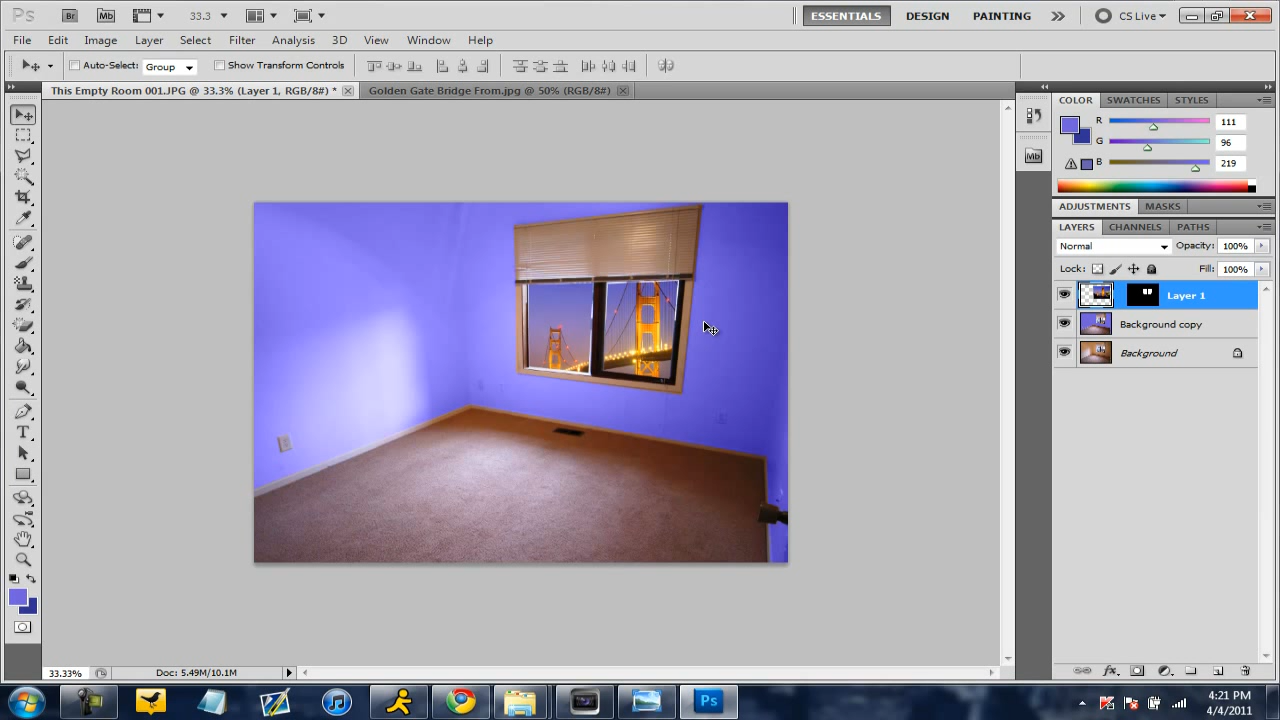 Ps Br Mb 33.3 ESSENTIALS DESIGN PAINTING CS Live
File Edit Image Layer Select Filter Analysis 3D View Window Help
Auto-Select: Group Show Transform Controls
This Empty Room 001.JPG @ 33.3% (Layer 1, RGB/8#) * Golden Gate Bridge From.jpg @ 50% (RGB/8#)
COLOR SWATCHES STYLES
R 111
G 96
B 219
Mb
ADJUSTMENTS MASKS
LAYERS CHANNELS PATHS
Normal Opacity: 100%
Lock: Fill: 100%
Layer 1
Background copy
Background
T
33.33% Doc: 5.49M/10.1M
fx
Ps
4:21 PM
4/4/2011